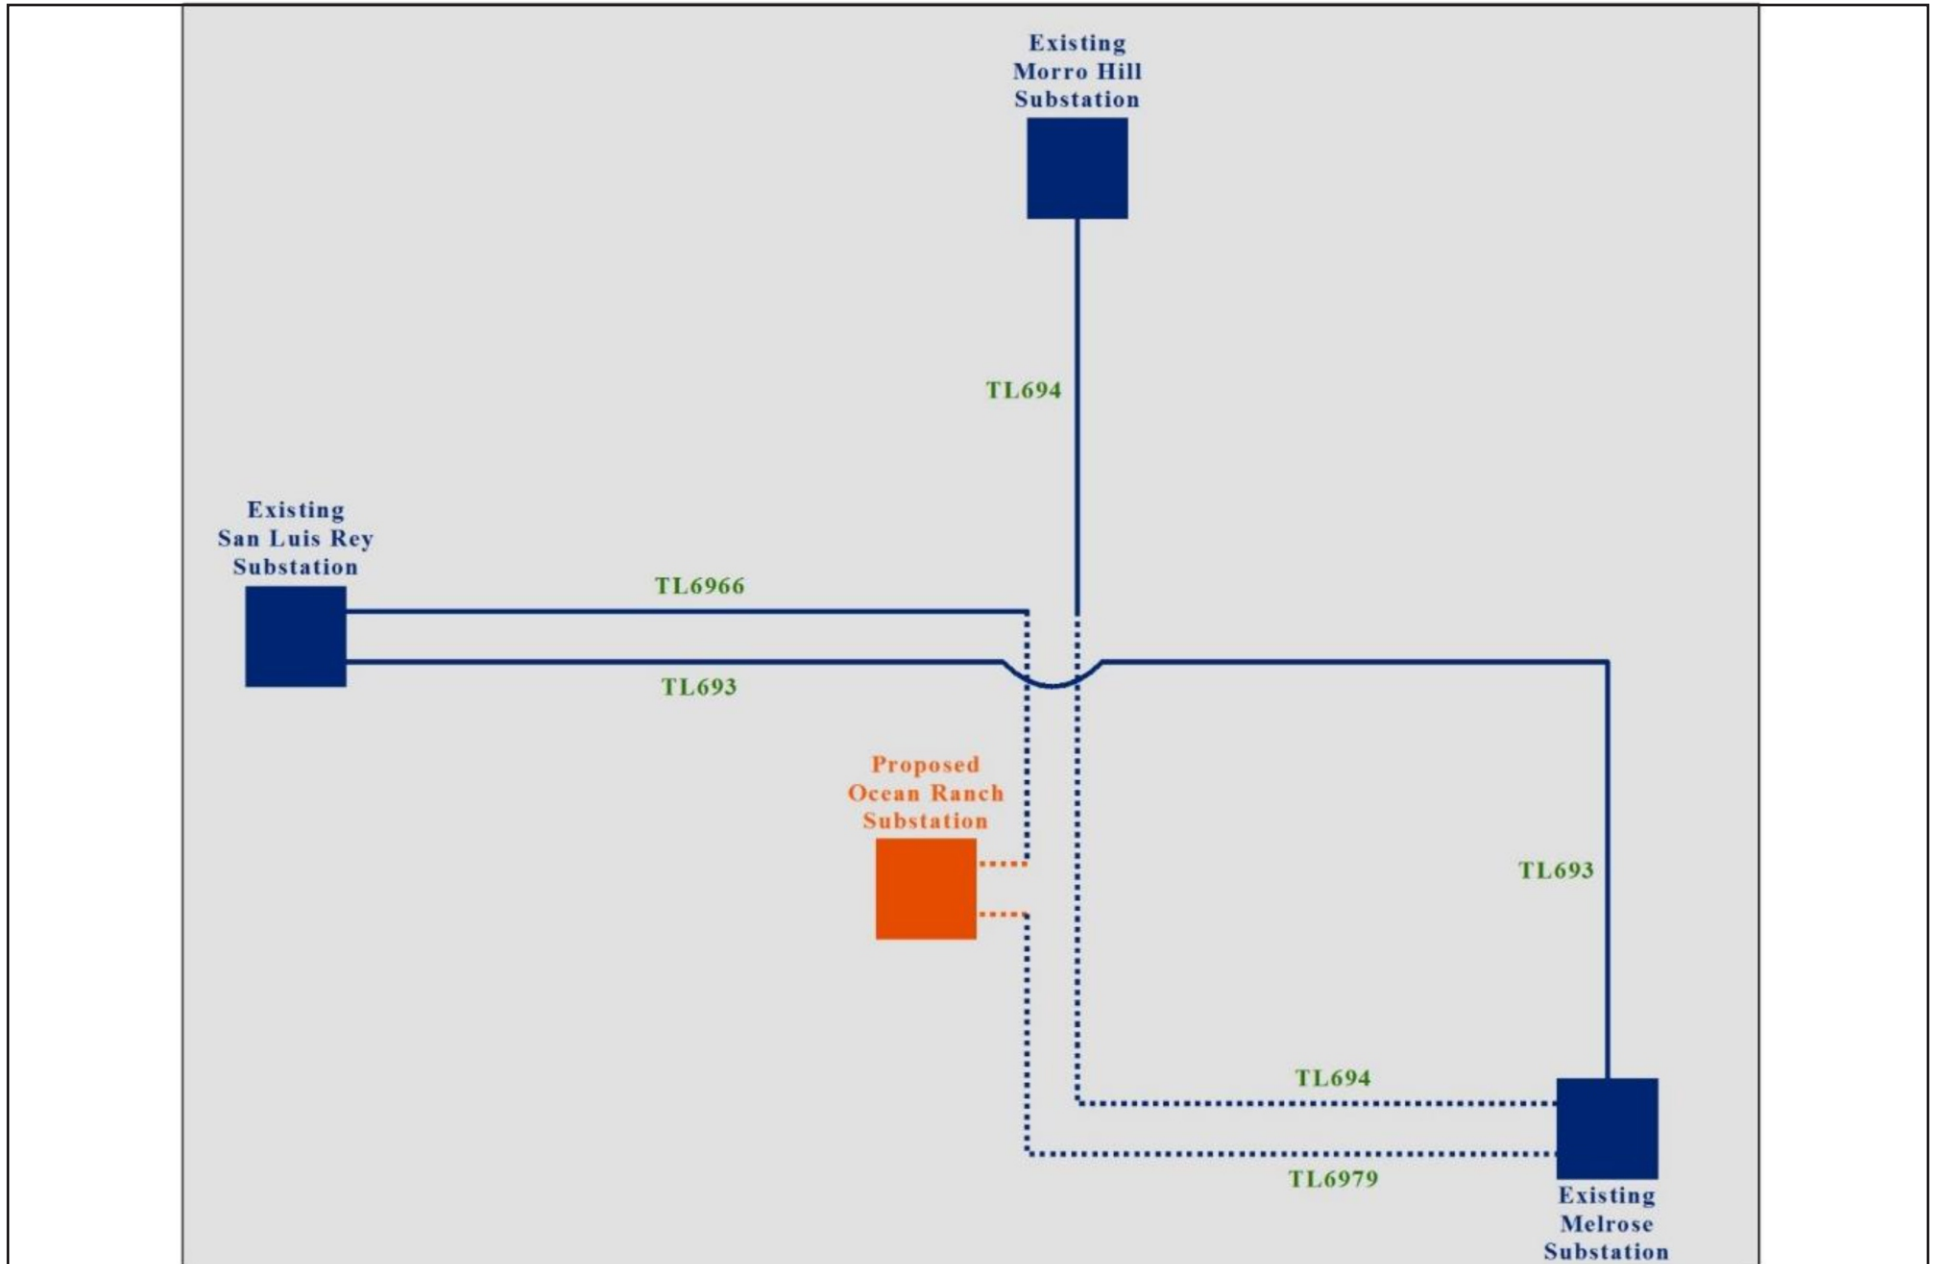 Existing
Morro Hill
Substation
TL694
Existing
San Luis Rey
Substation
TL6966
TL693
Proposed
Ocean Ranch
Substation
TL693
TL694
TL6979
Existing
Melrose
Substation